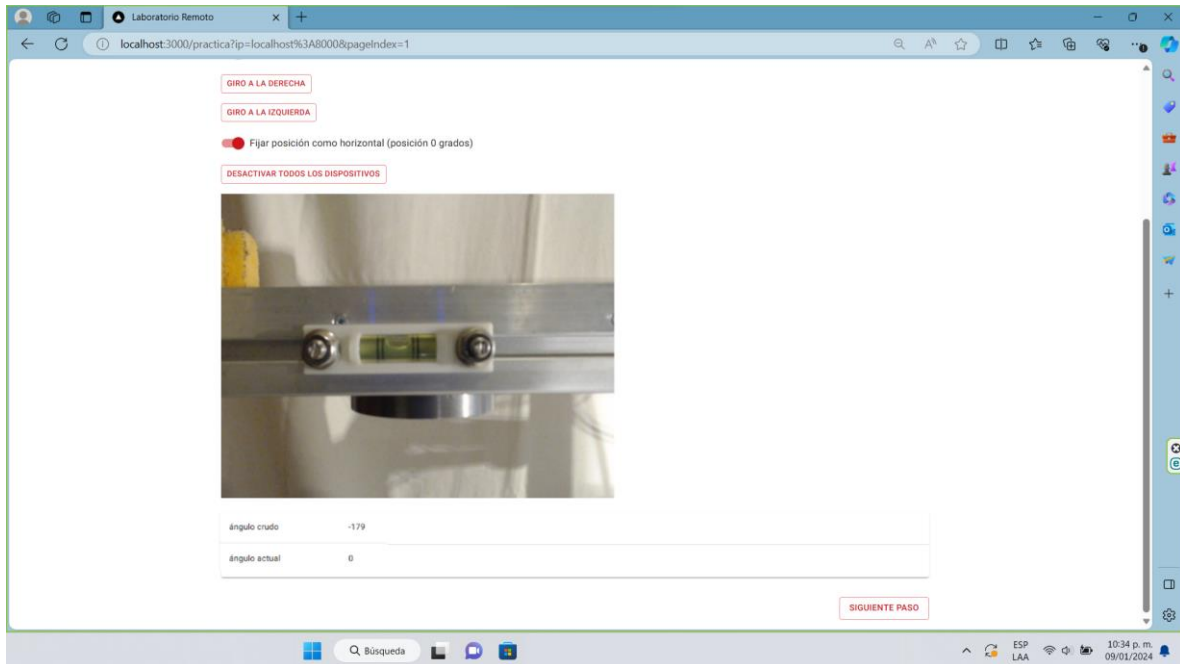 Laboratorio Remoto
localhost:3000/practica?ip=localhost%3A8000&pageIndex=1
GIRO A LA DERECHA
GIRO A LA IZQUIERDA
Fijar posición como horizontal (posición 0 grados)
DESACTIVAR TODOS LOS DISPOSITIVOS
ángulo crudo -179
ángulo actual 0
SIGUIENTE PASO
Búsqueda
ESP
LAA
10:34 p. m.
09/01/2024